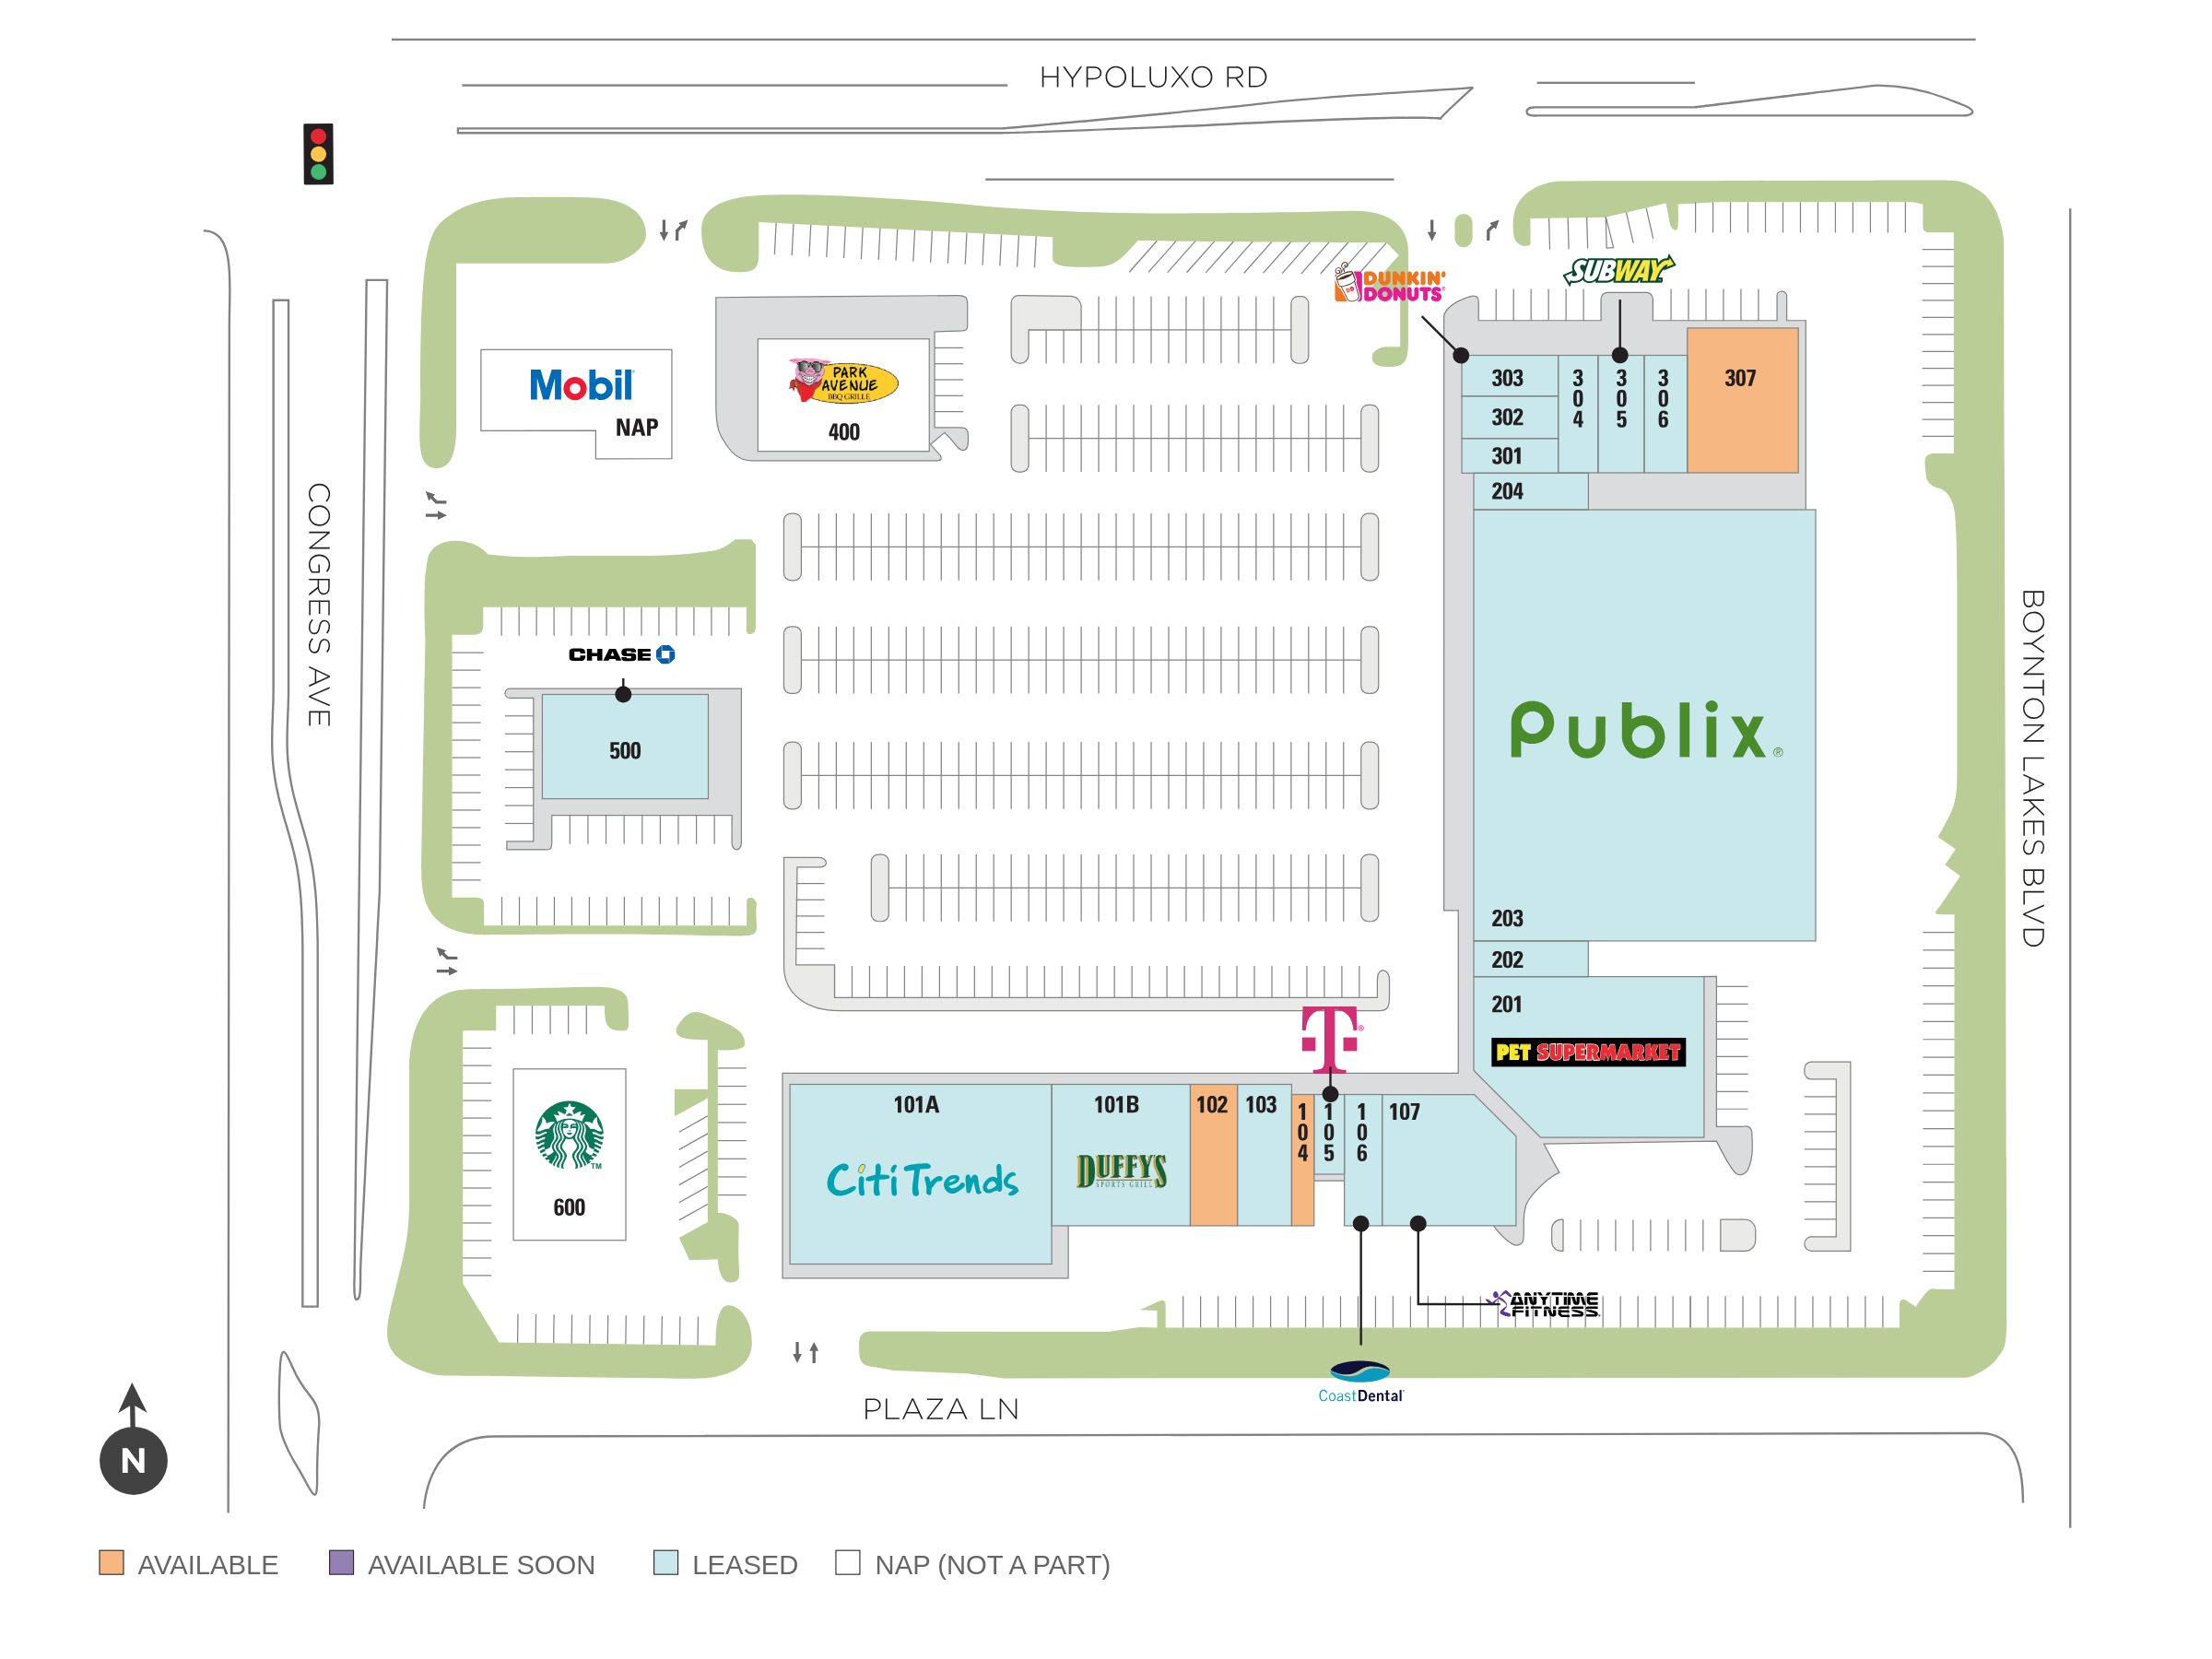 HYPOLUXO RD
SUBWAY
DUNKIN'
DONUTS®
Mobil
NAP
PARK
AVENUE
BBQ GRILLE
400
303
302
301
304
305
306
307
204
CONGRESS AVE
BOYNTON LAKES BLVD
CHASE
500
Publix®
203
202
201
PET SUPERMARKET
T®
101A
101B
102
103
104
105
106
107
Citi Trends
DUFFY'S
SPORTS GRILL
TM
600
ANYTIME
FITNESS
CoastDental
PLAZA LN
N
AVAILABLE
AVAILABLE SOON
LEASED
NAP (NOT A PART)